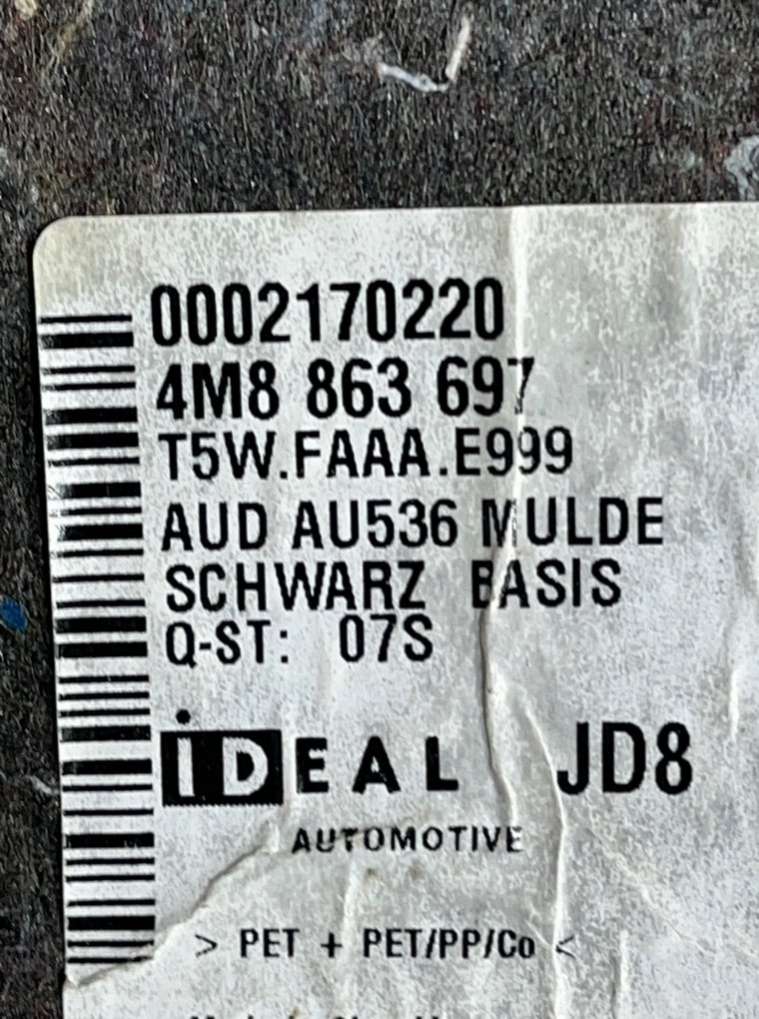 0002170220
4M8 863 697
T5W.FAAA.E999
AUD AU536 MULDE
SCHWARZ BASIS
Q-ST: 07S
iDEAL JD8
AUTOMOTIVE
> PET + PET/PP/Co <